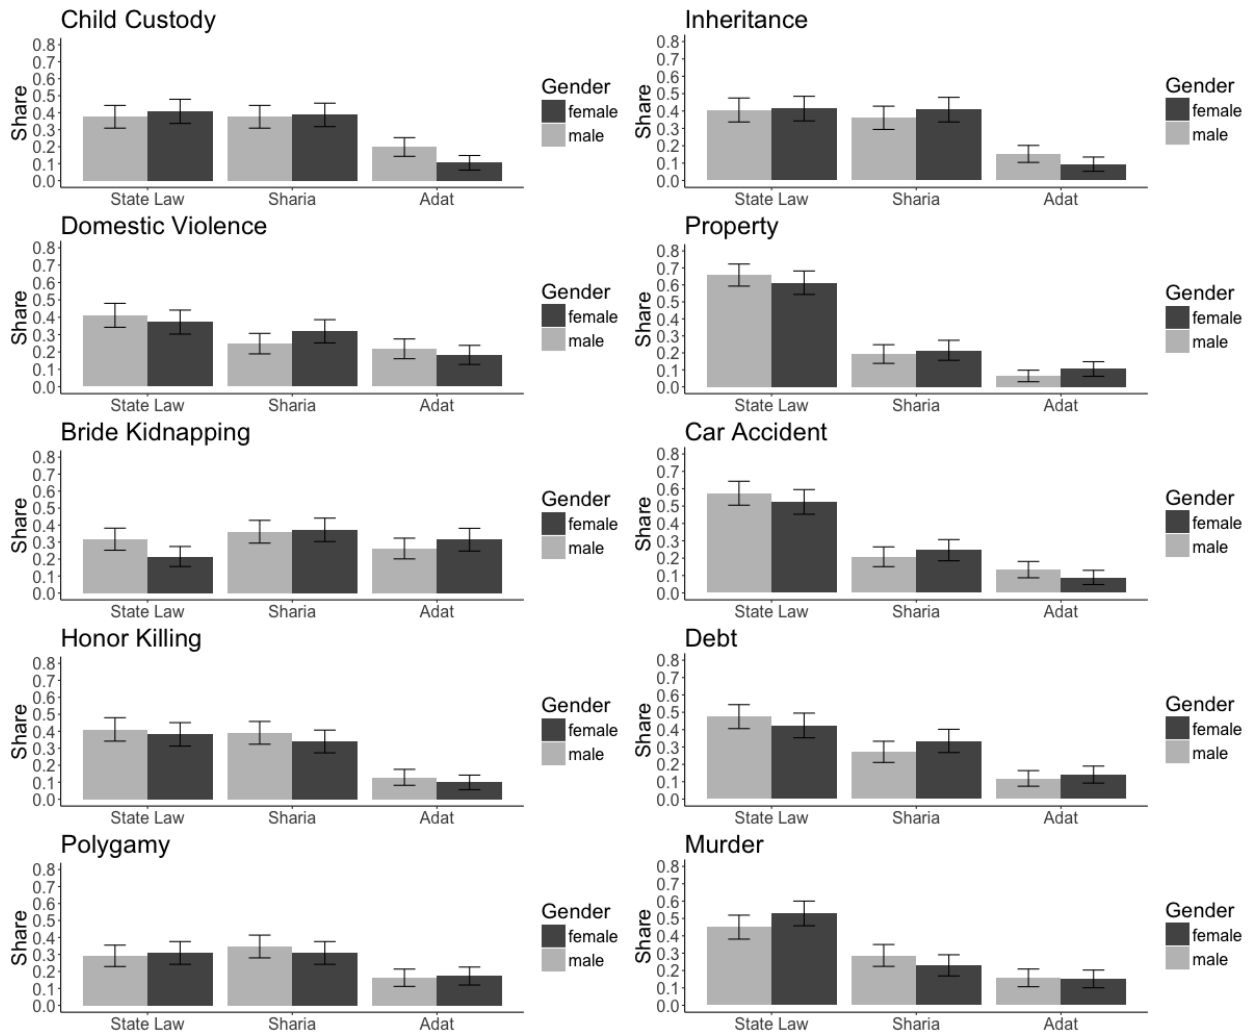 Child Custody
Share
0.8
0.7
0.6
0.5
0.4
0.3
0.2
0.1
0.0
State Law Sharia Adat
Gender
female
male
Inheritance
Share
0.8
0.7
0.6
0.5
0.4
0.3
0.2
0.1
0.0
State Law Sharia Adat
Gender
female
male
Domestic Violence
Share
0.8
0.7
0.6
0.5
0.4
0.3
0.2
0.1
0.0
State Law Sharia Adat
Gender
female
male
Property
Share
0.8
0.7
0.6
0.5
0.4
0.3
0.2
0.1
0.0
State Law Sharia Adat
Gender
female
male
Bride Kidnapping
Share
0.8
0.7
0.6
0.5
0.4
0.3
0.2
0.1
0.0
State Law Sharia Adat
Gender
female
male
Car Accident
Share
0.8
0.7
0.6
0.5
0.4
0.3
0.2
0.1
0.0
State Law Sharia Adat
Gender
female
male
Honor Killing
Share
0.8
0.7
0.6
0.5
0.4
0.3
0.2
0.1
0.0
State Law Sharia Adat
Gender
female
male
Debt
Share
0.8
0.7
0.6
0.5
0.4
0.3
0.2
0.1
0.0
State Law Sharia Adat
Gender
female
male
Polygamy
Share
0.8
0.7
0.6
0.5
0.4
0.3
0.2
0.1
0.0
State Law Sharia Adat
Gender
female
male
Murder
Share
0.8
0.7
0.6
0.5
0.4
0.3
0.2
0.1
0.0
State Law Sharia Adat
Gender
female
male